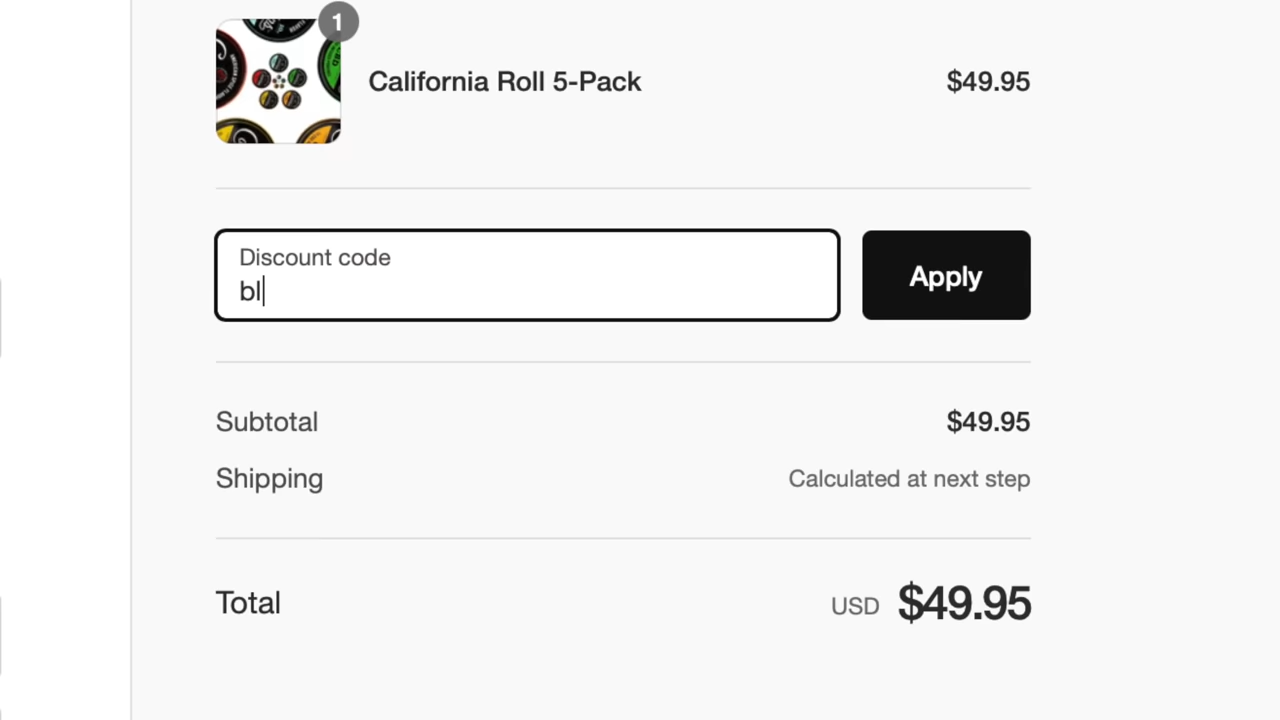 1
California Roll 5-Pack $49.95
Discount code
bl
Apply
Subtotal $49.95
Shipping Calculated at next step
Total USD $49.95